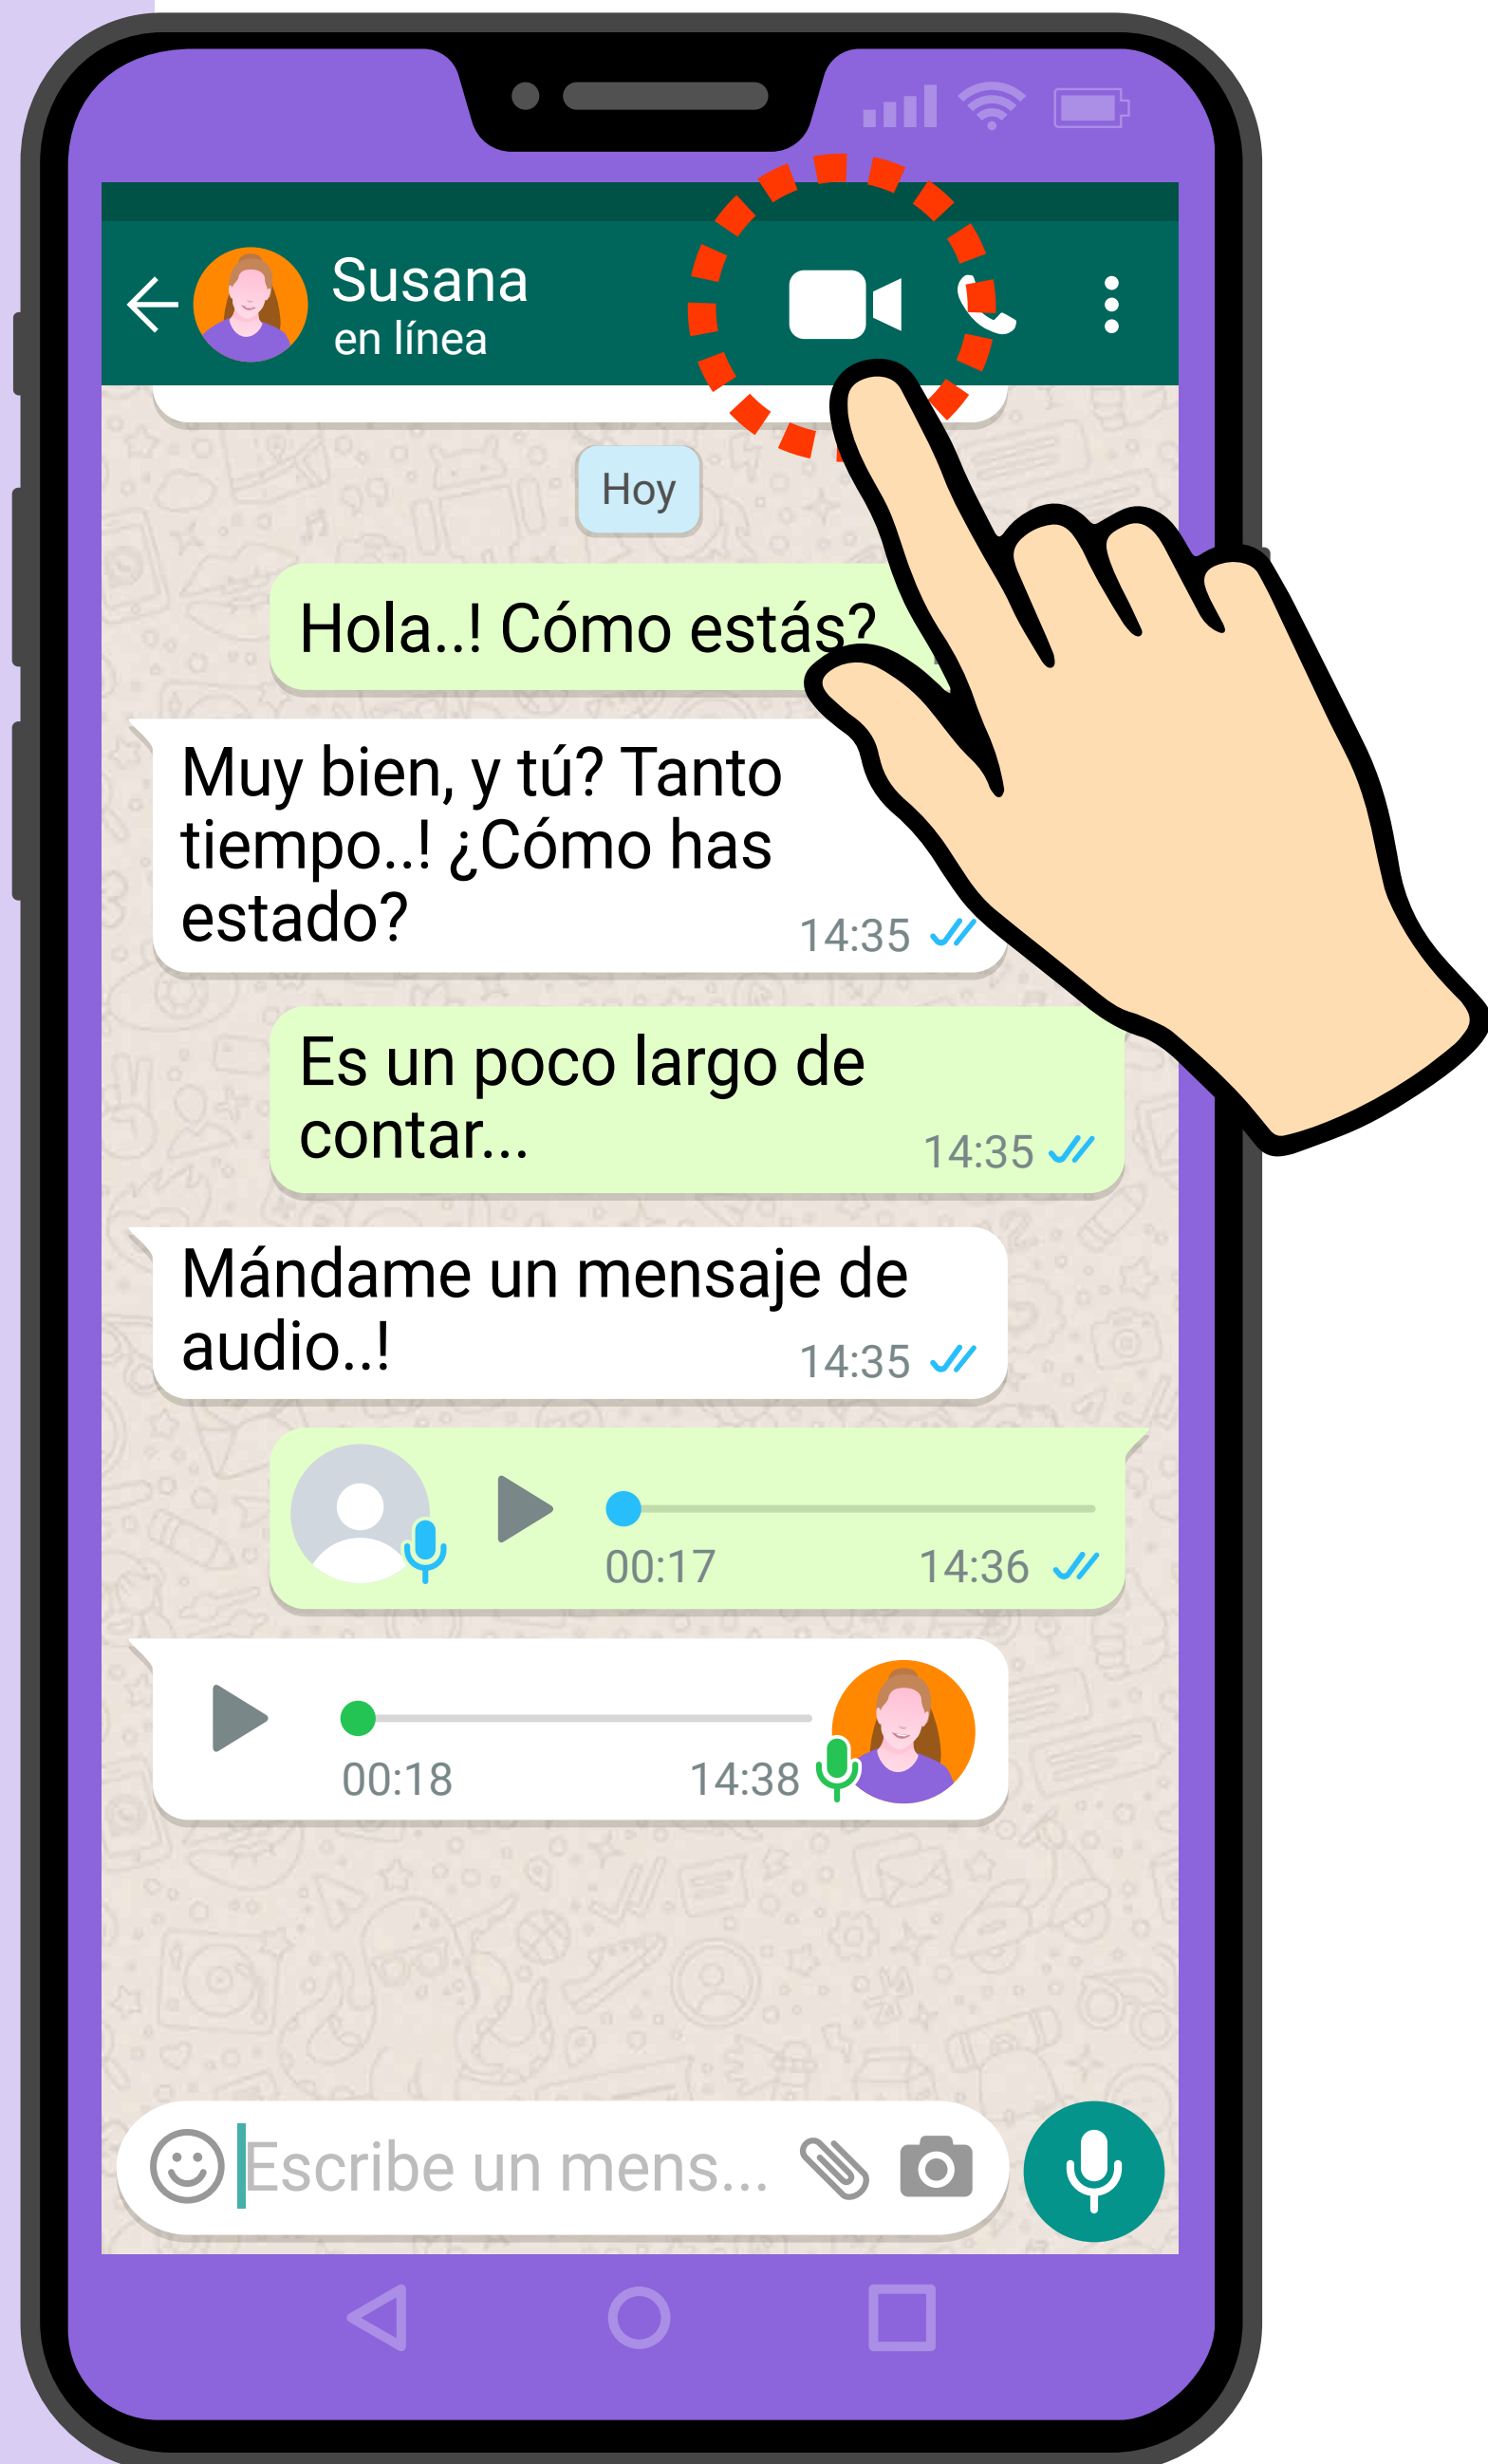 Susana
en línea
Hoy
Hola..! Cómo estás?
Muy bien, y tú? Tanto
tiempo..! ¿Cómo has
estado?
14:35
Es un poco largo de
contar...
14:35
Mándame un mensaje de
audio..!
14:35
00:17 14:36
00:18 14:38
Escribe un mens...